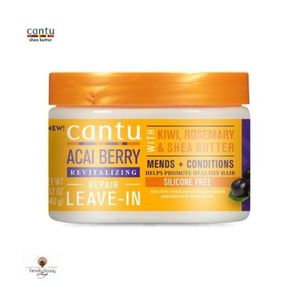 cantu
shea butter
NEW!
cantu
ACAI BERRY
REVITALIZING
REPAIR
LEAVE-IN
WITH
KIWI, ROSEMARY
& SHEA BUTTER
MENDS + CONDITIONS
HELPS PROMOTE HEALTHY HAIR
SILICONE FREE